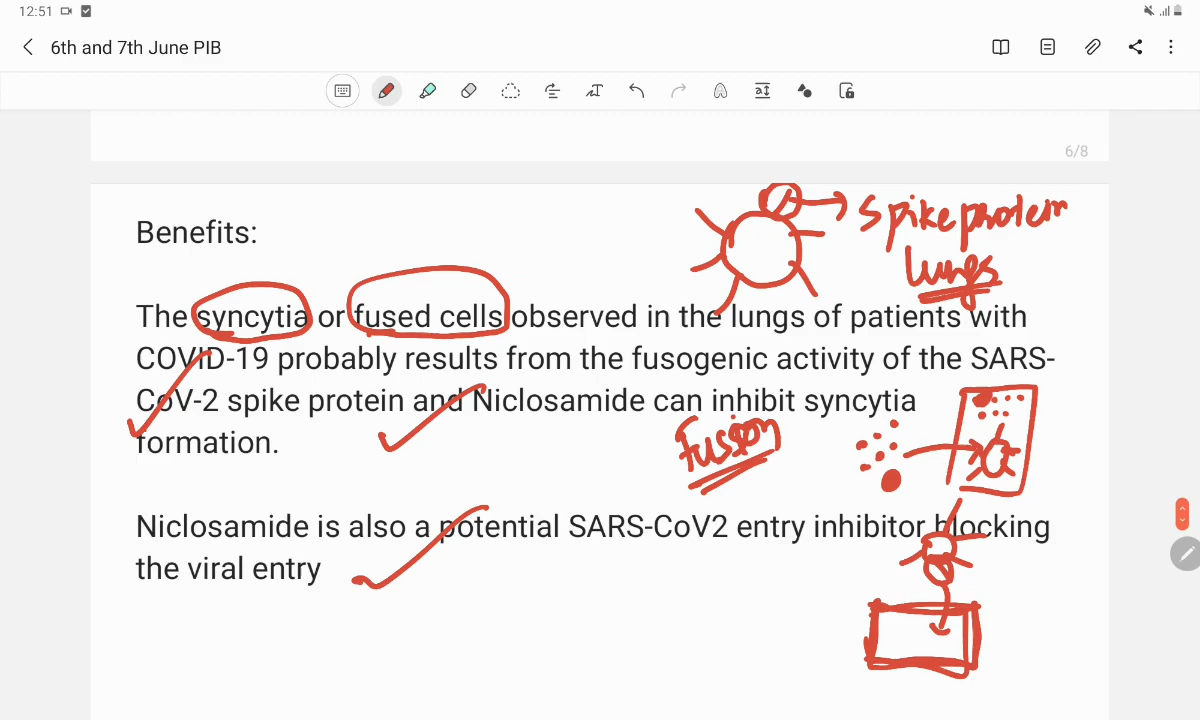 12:51
6th and 7th June PIB
6/8
Benefits:
Spike protein
lungs
The syncytia or fused cells observed in the lungs of patients with
COVID-19 probably results from the fusogenic activity of the SARS-
CoV-2 spike protein and Niclosamide can inhibit syncytia
formation.
Fusion
Niclosamide is also a potential SARS-CoV2 entry inhibitor blocking
the viral entry